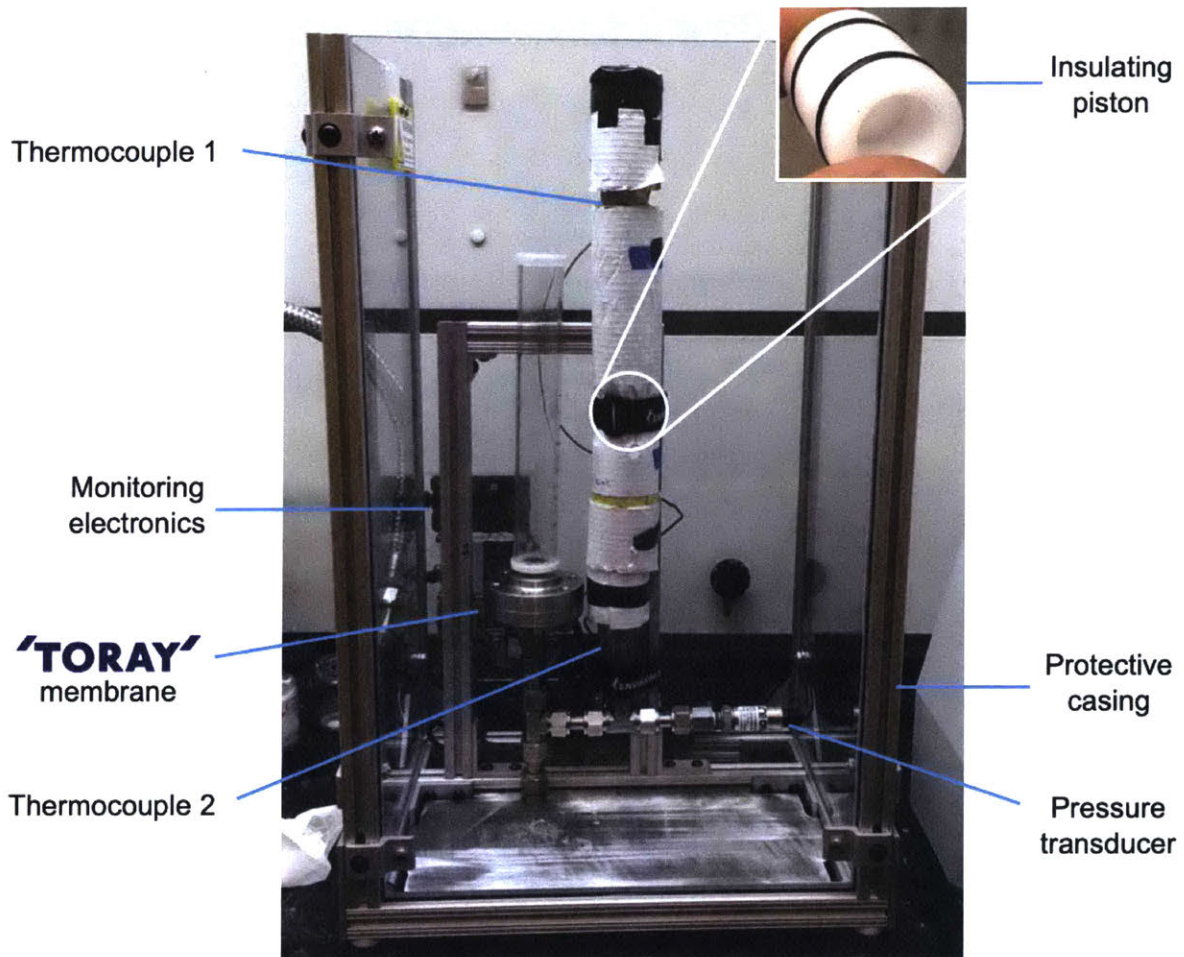 Insulating
piston
Thermocouple 1
Monitoring
electronics
'TORAY'
membrane
Protective
casing
Thermocouple 2
Pressure
transducer